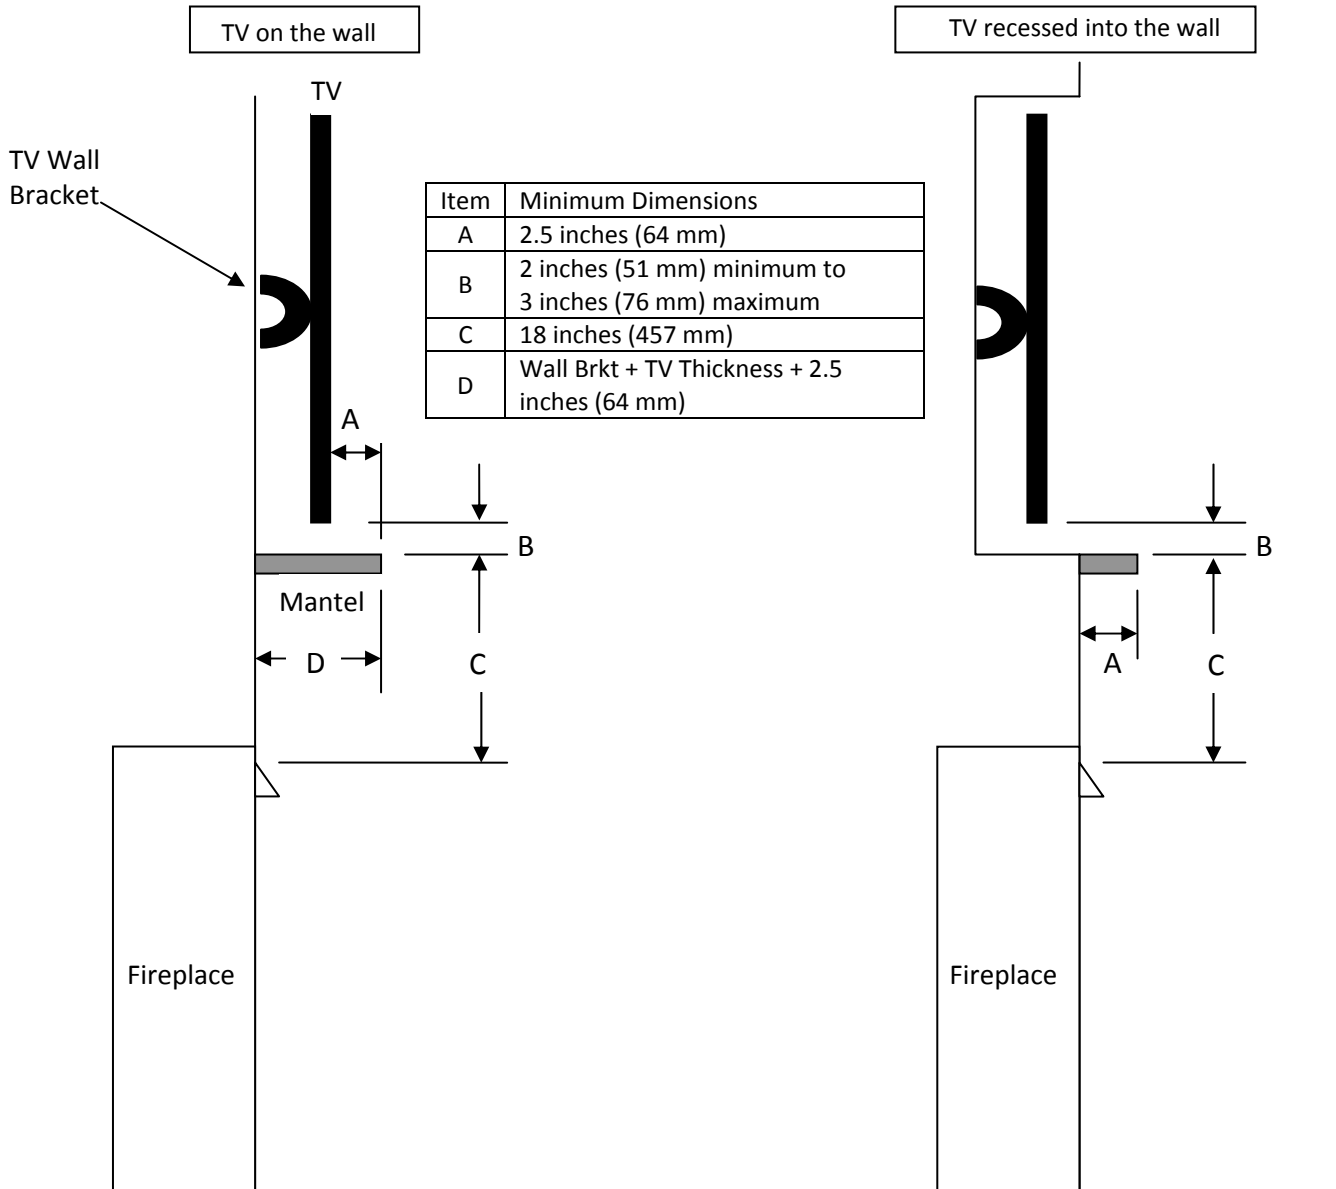 TV on the wall
TV recessed into the wall
TV
TV Wall
Bracket
Item Minimum Dimensions
A 2.5 inches (64 mm)
B 2 inches (51 mm) minimum to
3 inches (76 mm) maximum
C 18 inches (457 mm)
D Wall Brkt + TV Thickness + 2.5
inches (64 mm)
A
B
Mantel
D
C
Fireplace
B
A
C
Fireplace